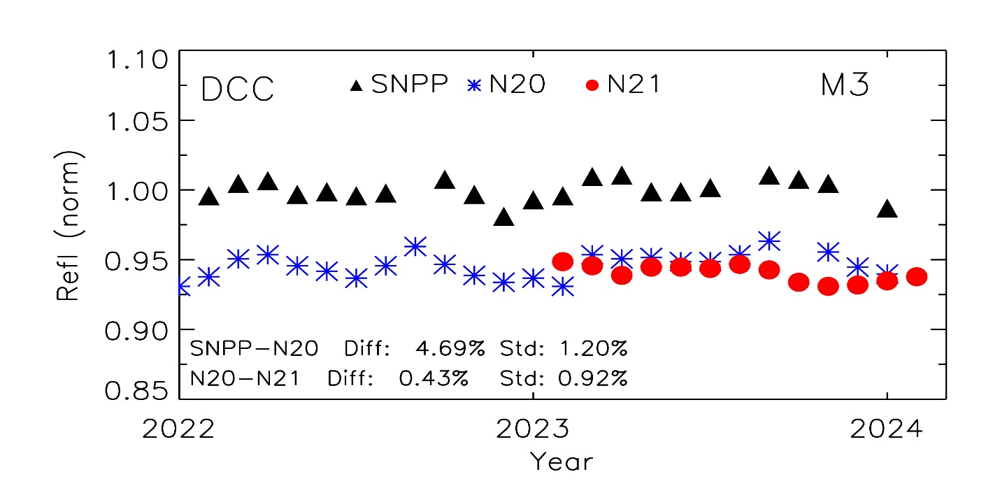 1.10
DCC SNPP N20 N21 M3
1.05
1.00
0.95
0.90
0.85
Refl (norm)
SNPP-N20 Diff: 4.69% Std: 1.20%
N20-N21 Diff: 0.43% Std: 0.92%
2022 2023 2024
Year